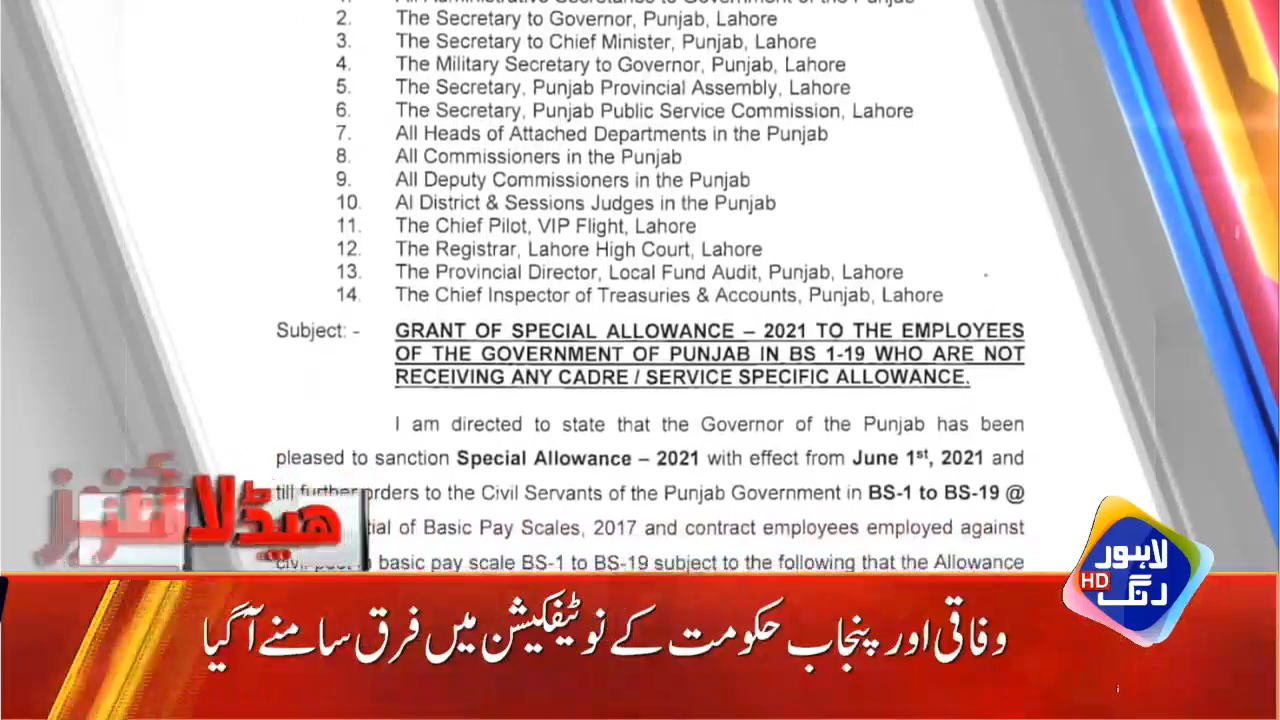 2. The Secretary to Governor, Punjab, Lahore
3. The Secretary to Chief Minister, Punjab, Lahore
4. The Military Secretary to Governor, Punjab, Lahore
5. The Secretary, Punjab Provincial Assembly, Lahore
6. The Secretary, Punjab Public Service Commission, Lahore
7. All Heads of Attached Departments in the Punjab
8. All Commissioners in the Punjab
9. All Deputy Commissioners in the Punjab
10. Al District & Sessions Judges in the Punjab
11. The Chief Pilot, VIP Flight, Lahore
12. The Registrar, Lahore High Court, Lahore
13. The Provincial Director, Local Fund Audit, Punjab, Lahore
14. The Chief Inspector of Treasuries & Accounts, Punjab, Lahore
Subject: - GRANT OF SPECIAL ALLOWANCE – 2021 TO THE EMPLOYEES
OF THE GOVERNMENT OF PUNJAB IN BS 1-19 WHO ARE NOT
RECEIVING ANY CADRE / SERVICE SPECIFIC ALLOWANCE.
I am directed to state that the Governor of the Punjab has been
pleased to sanction Special Allowance – 2021 with effect from June 1st, 2021 and
till further orders to the Civil Servants of the Punjab Government in BS-1 to BS-19 @
of Basic Pay Scales, 2017 and contract employees employed against
basic pay scale BS-1 to BS-19 subject to the following that the Allowance
ہیڈلائنز
لاہور
رنگ HD
وفاقی اور پنجاب حکومت کے نوٹیفکیشن میں فرق سامنے آگیا